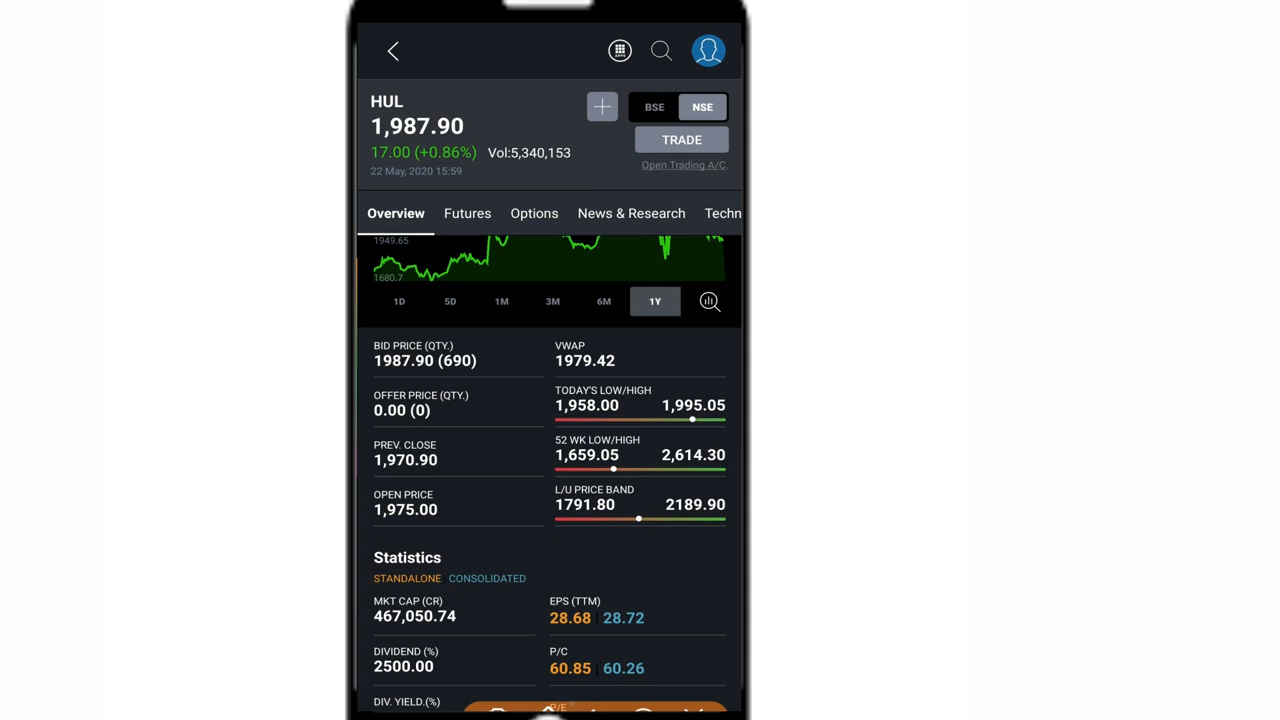 APPS
HUL
1,987.90
17.00 (+0.86%) Vol:5,340,153
22 May, 2020 15:59
BSE NSE
TRADE
Open Trading A/C.
Overview Futures Options News & Research Techn
1949.65
1680.7
1D 5D 1M 3M 6M 1Y
BID PRICE (QTY.)
1987.90 (690)
VWAP
1979.42
OFFER PRICE (QTY.)
0.00 (0)
TODAY'S LOW/HIGH
1,958.00 1,995.05
PREV. CLOSE
1,970.90
52 WK LOW/HIGH
1,659.05 2,614.30
OPEN PRICE
1,975.00
L/U PRICE BAND
1791.80 2189.90
Statistics
STANDALONE CONSOLIDATED
MKT CAP (CR)
467,050.74
EPS (TTM)
28.68 28.72
DIVIDEND (%)
2500.00
P/C
60.85 60.26
DIV. YIELD.(%)
P/E